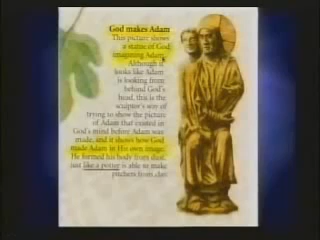 God makes Adam
This picture shows
a statue of God
imagining Adam.
Although it
looks like Adam
is looking from
behind God's
head, this is the
sculptor's way of
trying to show the picture
of Adam that existed in
God's mind before Adam was
made, and it shows how God
made Adam in His own image.
He formed his body from dust,
just like a potter is able to make
pitchers from clay